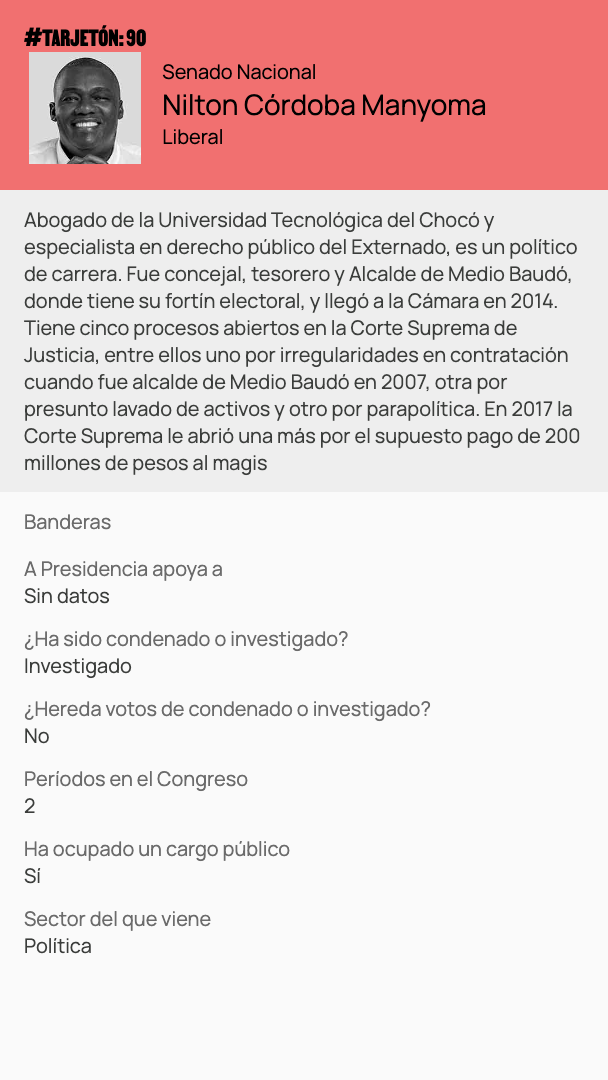 #TARJETÓN: 90
Senado Nacional
Nilton Córdoba Manyoma
Liberal
Abogado de la Universidad Tecnológica del Chocó y
especialista en derecho público del Externado, es un político
de carrera. Fue concejal, tesorero y Alcalde de Medio Baudó,
donde tiene su fortín electoral, y llegó a la Cámara en 2014.
Tiene cinco procesos abiertos en la Corte Suprema de
Justicia, entre ellos uno por irregularidades en contratación
cuando fue alcalde de Medio Baudó en 2007, otra por
presunto lavado de activos y otro por parapolítica. En 2017 la
Corte Suprema le abrió una más por el supuesto pago de 200
millones de pesos al magis
Banderas
A Presidencia apoya a
Sin datos
¿Ha sido condenado o investigado?
Investigado
¿Hereda votos de condenado o investigado?
No
Períodos en el Congreso
2
Ha ocupado un cargo público
Sí
Sector del que viene
Política